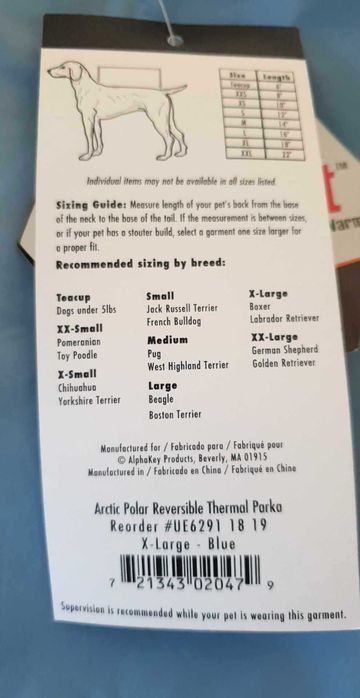 Size Length
Teacup 6"
XXS 8"
XS 10"
S 12"
M 14"
L 16"
XL 18"
XXL 22"
Individual items may not be available in all sizes listed.
t™
Warm
Sizing Guide: Measure length of your pet's back from the base
of the neck to the base of the tail. If the measurement is between sizes,
or if your pet has a stouter build, select a garment one size larger for
a proper fit.
Recommended sizing by breed:
Teacup
Dogs under 5lbs
XX-Small
Pomeranian
Toy Poodle
X-Small
Chihuahua
Yorkshire Terrier
Small
Jack Russell Terrier
French Bulldog
Medium
Pug
West Highland Terrier
Large
Beagle
Boston Terrier
X-Large
Boxer
Labrador Retriever
XX-Large
German Shepherd
Golden Retriever
Manufactured for / Fabricado para / Fabriqué pour
© AlphaKey Products, Beverly, MA 01915
Manufactured in / Fabricado en China / Fabriqué en Chine
Arctic Polar Reversible Thermal Parka
Reorder #UE6291 18 19
X-Large - Blue
7 21343 02047 9
Supervision is recommended while your pet is wearing this garment.